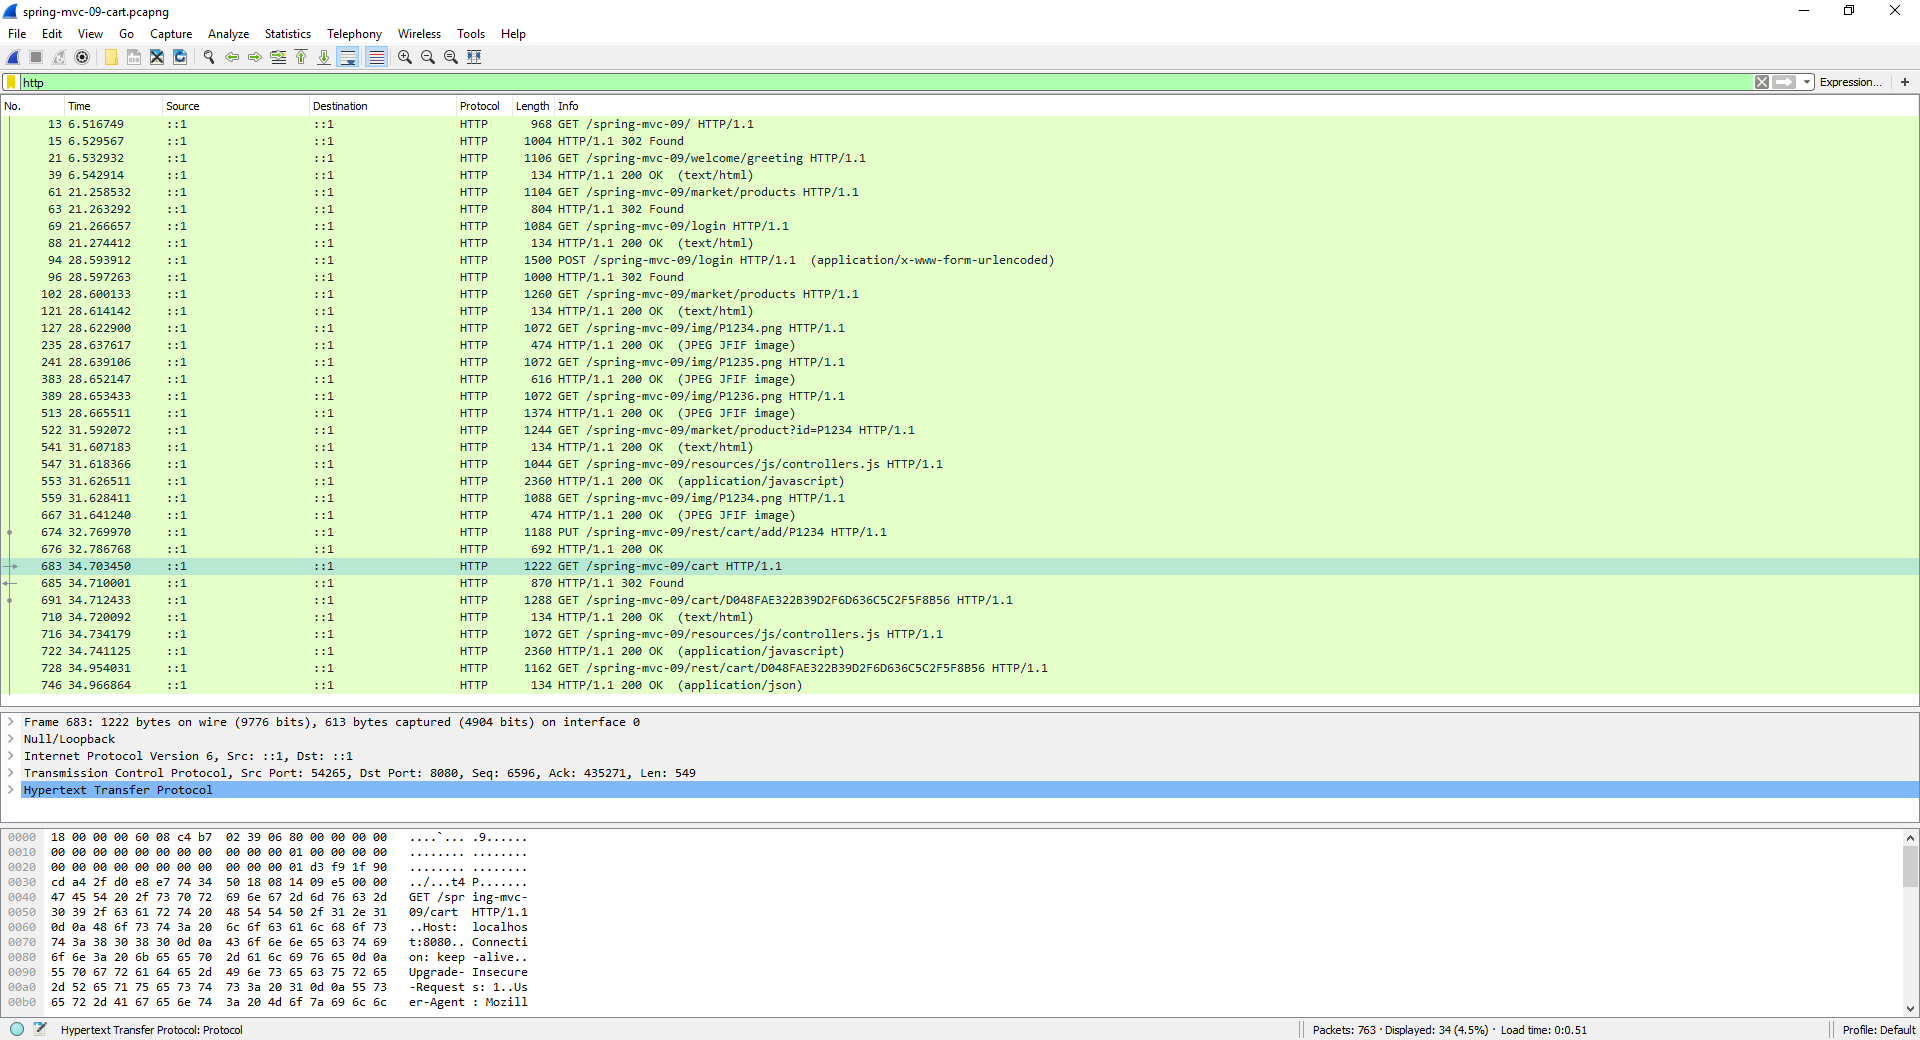 spring-mvc-09-cart.pcapng
File Edit View Go Capture Analyze Statistics Telephony Wireless Tools Help
http Expression... +
No. Time Source Destination Protocol Length Info
13 6.516749 ::1 ::1 HTTP 968 GET /spring-mvc-09/ HTTP/1.1
15 6.529567 ::1 ::1 HTTP 1004 HTTP/1.1 302 Found
21 6.532932 ::1 ::1 HTTP 1106 GET /spring-mvc-09/welcome/greeting HTTP/1.1
39 6.542914 ::1 ::1 HTTP 134 HTTP/1.1 200 OK (text/html)
61 21.258532 ::1 ::1 HTTP 1104 GET /spring-mvc-09/market/products HTTP/1.1
63 21.263292 ::1 ::1 HTTP 804 HTTP/1.1 302 Found
69 21.266657 ::1 ::1 HTTP 1084 GET /spring-mvc-09/login HTTP/1.1
88 21.274412 ::1 ::1 HTTP 134 HTTP/1.1 200 OK (text/html)
94 28.593912 ::1 ::1 HTTP 1500 POST /spring-mvc-09/login HTTP/1.1 (application/x-www-form-urlencoded)
96 28.597263 ::1 ::1 HTTP 1000 HTTP/1.1 302 Found
102 28.600133 ::1 ::1 HTTP 1260 GET /spring-mvc-09/market/products HTTP/1.1
121 28.614142 ::1 ::1 HTTP 134 HTTP/1.1 200 OK (text/html)
127 28.622900 ::1 ::1 HTTP 1072 GET /spring-mvc-09/img/P1234.png HTTP/1.1
235 28.637617 ::1 ::1 HTTP 474 HTTP/1.1 200 OK (JPEG JFIF image)
241 28.639106 ::1 ::1 HTTP 1072 GET /spring-mvc-09/img/P1235.png HTTP/1.1
383 28.652147 ::1 ::1 HTTP 616 HTTP/1.1 200 OK (JPEG JFIF image)
389 28.653433 ::1 ::1 HTTP 1072 GET /spring-mvc-09/img/P1236.png HTTP/1.1
513 28.665511 ::1 ::1 HTTP 1374 HTTP/1.1 200 OK (JPEG JFIF image)
522 31.592072 ::1 ::1 HTTP 1244 GET /spring-mvc-09/market/product?id=P1234 HTTP/1.1
541 31.607183 ::1 ::1 HTTP 134 HTTP/1.1 200 OK (text/html)
547 31.618366 ::1 ::1 HTTP 1044 GET /spring-mvc-09/resources/js/controllers.js HTTP/1.1
553 31.626511 ::1 ::1 HTTP 2360 HTTP/1.1 200 OK (application/javascript)
559 31.628411 ::1 ::1 HTTP 1088 GET /spring-mvc-09/img/P1234.png HTTP/1.1
667 31.641240 ::1 ::1 HTTP 474 HTTP/1.1 200 OK (JPEG JFIF image)
674 32.769970 ::1 ::1 HTTP 1188 PUT /spring-mvc-09/rest/cart/add/P1234 HTTP/1.1
676 32.786768 ::1 ::1 HTTP 692 HTTP/1.1 200 OK
683 34.703450 ::1 ::1 HTTP 1222 GET /spring-mvc-09/cart HTTP/1.1
685 34.710001 ::1 ::1 HTTP 870 HTTP/1.1 302 Found
691 34.712433 ::1 ::1 HTTP 1288 GET /spring-mvc-09/cart/D048FAE322B39D2F6D636C5C2F5F8B56 HTTP/1.1
710 34.720092 ::1 ::1 HTTP 134 HTTP/1.1 200 OK (text/html)
716 34.734179 ::1 ::1 HTTP 1072 GET /spring-mvc-09/resources/js/controllers.js HTTP/1.1
722 34.741125 ::1 ::1 HTTP 2360 HTTP/1.1 200 OK (application/javascript)
728 34.954031 ::1 ::1 HTTP 1162 GET /spring-mvc-09/rest/cart/D048FAE322B39D2F6D636C5C2F5F8B56 HTTP/1.1
746 34.966864 ::1 ::1 HTTP 134 HTTP/1.1 200 OK (application/json)
Frame 683: 1222 bytes on wire (9776 bits), 613 bytes captured (4904 bits) on interface 0
Null/Loopback
Internet Protocol Version 6, Src: ::1, Dst: ::1
Transmission Control Protocol, Src Port: 54265, Dst Port: 8080, Seq: 6596, Ack: 435271, Len: 549
Hypertext Transfer Protocol
0000 18 00 00 00 60 08 c4 b7 02 39 06 80 00 00 00 00 ....`... .9......
0010 00 00 00 00 00 00 00 00 00 00 00 01 00 00 00 00 ........ ........
0020 00 00 00 00 00 00 00 00 00 00 00 01 d3 f9 1f 90 ........ ........
0030 cd a4 2f d0 e8 e7 74 34 50 18 08 14 09 e5 00 00 ../...t4 P.......
0040 47 45 54 20 2f 73 70 72 69 6e 67 2d 6d 76 63 2d GET /spr ing-mvc-
0050 30 39 2f 63 61 72 74 20 48 54 54 50 2f 31 2e 31 09/cart HTTP/1.1
0060 0d 0a 48 6f 73 74 3a 20 6c 6f 63 61 6c 68 6f 73 ..Host: localhos
0070 74 3a 38 30 38 30 0d 0a 43 6f 6e 6e 65 63 74 69 t:8080.. Connecti
0080 6f 6e 3a 20 6b 65 65 70 2d 61 6c 69 76 65 0d 0a on: keep -alive..
0090 55 70 67 72 61 64 65 2d 49 6e 73 65 63 75 72 65 Upgrade- Insecure
00a0 2d 52 65 71 75 65 73 74 73 3a 20 31 0d 0a 55 73 -Request s: 1..Us
00b0 65 72 2d 41 67 65 6e 74 3a 20 4d 6f 7a 69 6c 6c er-Agent : Mozill
Hypertext Transfer Protocol: Protocol Packets: 763 · Displayed: 34 (4.5%) · Load time: 0:0.51 Profile: Default